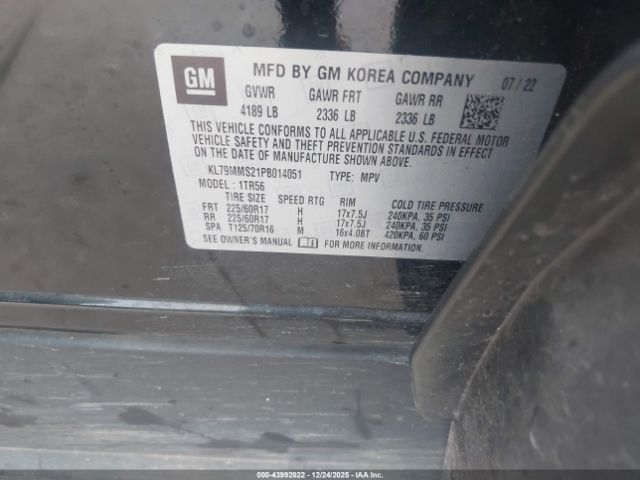 GM
MFD BY GM KOREA COMPANY 07/22
GVWR GAWR FRT GAWR RR
4189 LB 2336 LB 2336 LB
THIS VEHICLE CONFORMS TO ALL APPLICABLE U.S. FEDERAL MOTOR
VEHICLE SAFETY AND THEFT PREVENTION STANDARDS IN EFFECT
ON THE DATE OF MANUFACTURE SHOWN ABOVE.
KL79MMS21PB014051 TYPE: MPV
MODEL: 1TR56
TIRE SIZE SPEED RTG RIM COLD TIRE PRESSURE
FRT 225/60R17 H 17x7.5J 240KPA, 35 PSI
RR 225/60R17 H 17x7.5J 240KPA, 35 PSI
SPA T125/70R16 M 16x4.0BT 420KPA, 60 PSI
SEE OWNER'S MANUAL FOR MORE INFORMATION.
000-43992822 - 12/24/2025 - IAAI.CA